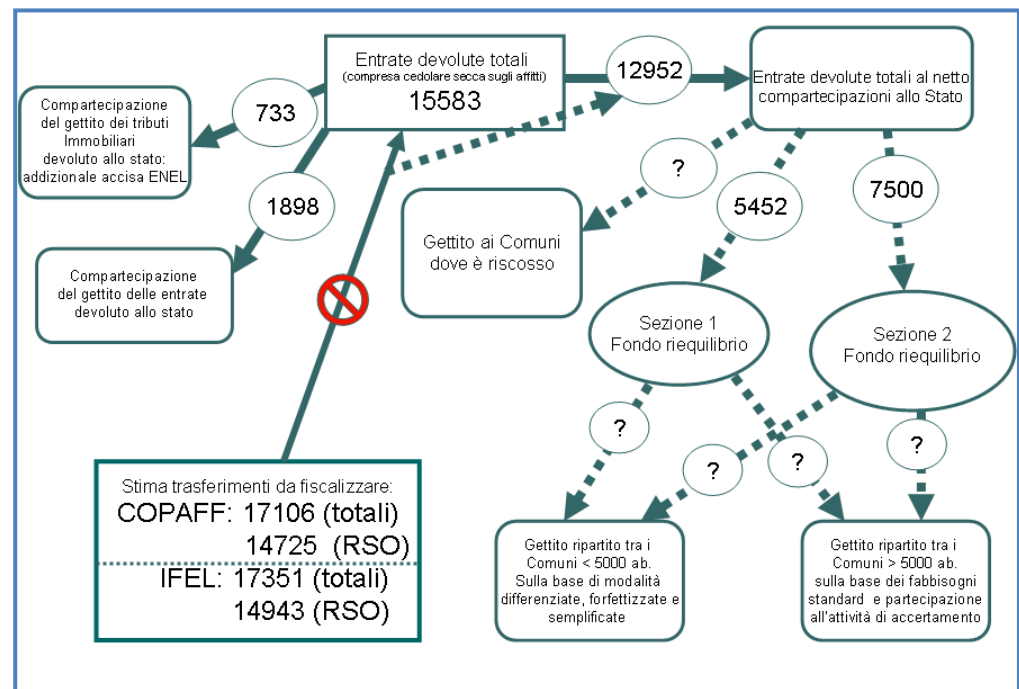 Entrate devolute totali
(compresa cedolare secca sugli affitti)
15583
12952
Entrate devolute totali al netto
compartecipazioni allo Stato
Compartecipazione
del gettito dei tributi
Immobiliari
devoluto allo stato:
addizionale accisa ENEL
733
1898
Compartecipazione
del gettito delle entrate
devoluto allo stato
?
5452
7500
Gettito ai Comuni
dove è riscosso
Sezione 1
Fondo riequilibrio
Sezione 2
Fondo riequilibrio
?
?
?
?
Stima trasferimenti da fiscalizzare:
COPAFF: 17106 (totali)
14725 (RSO)
IFEL: 17351 (totali)
14943 (RSO)
Gettito ripartito tra i
Comuni < 5000 ab.
Sulla base di modalità
differenziate, forfettizzate e
semplificate
Gettito ripartito tra i
Comuni > 5000 ab.
sulla base dei fabbisogni
standard e partecipazione
all'attività di accertamento